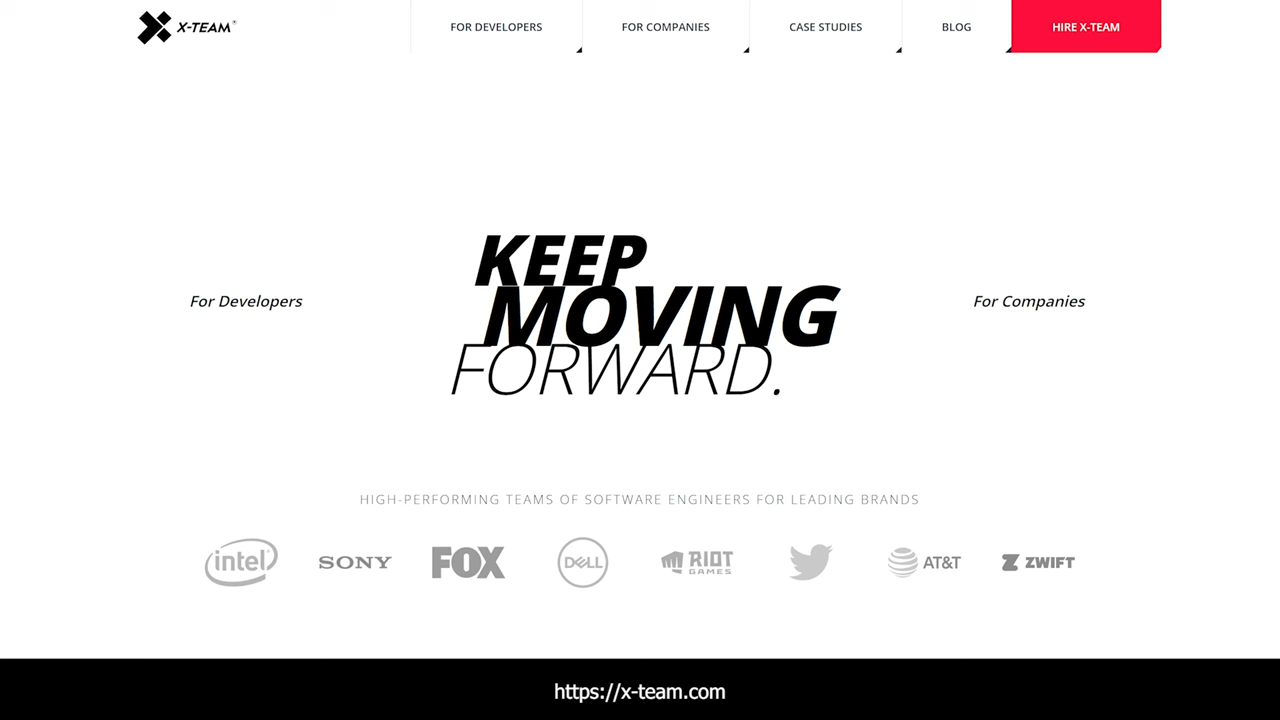 X-TEAM®
FOR DEVELOPERS
FOR COMPANIES
CASE STUDIES
BLOG
HIRE X-TEAM
KEEP
MOVING
FORWARD.
For Developers
For Companies
HIGH-PERFORMING TEAMS OF SOFTWARE ENGINEERS FOR LEADING BRANDS
intel
SONY
FOX
DELL
RIOT
GAMES
AT&T
ZWIFT
https://x-team.com